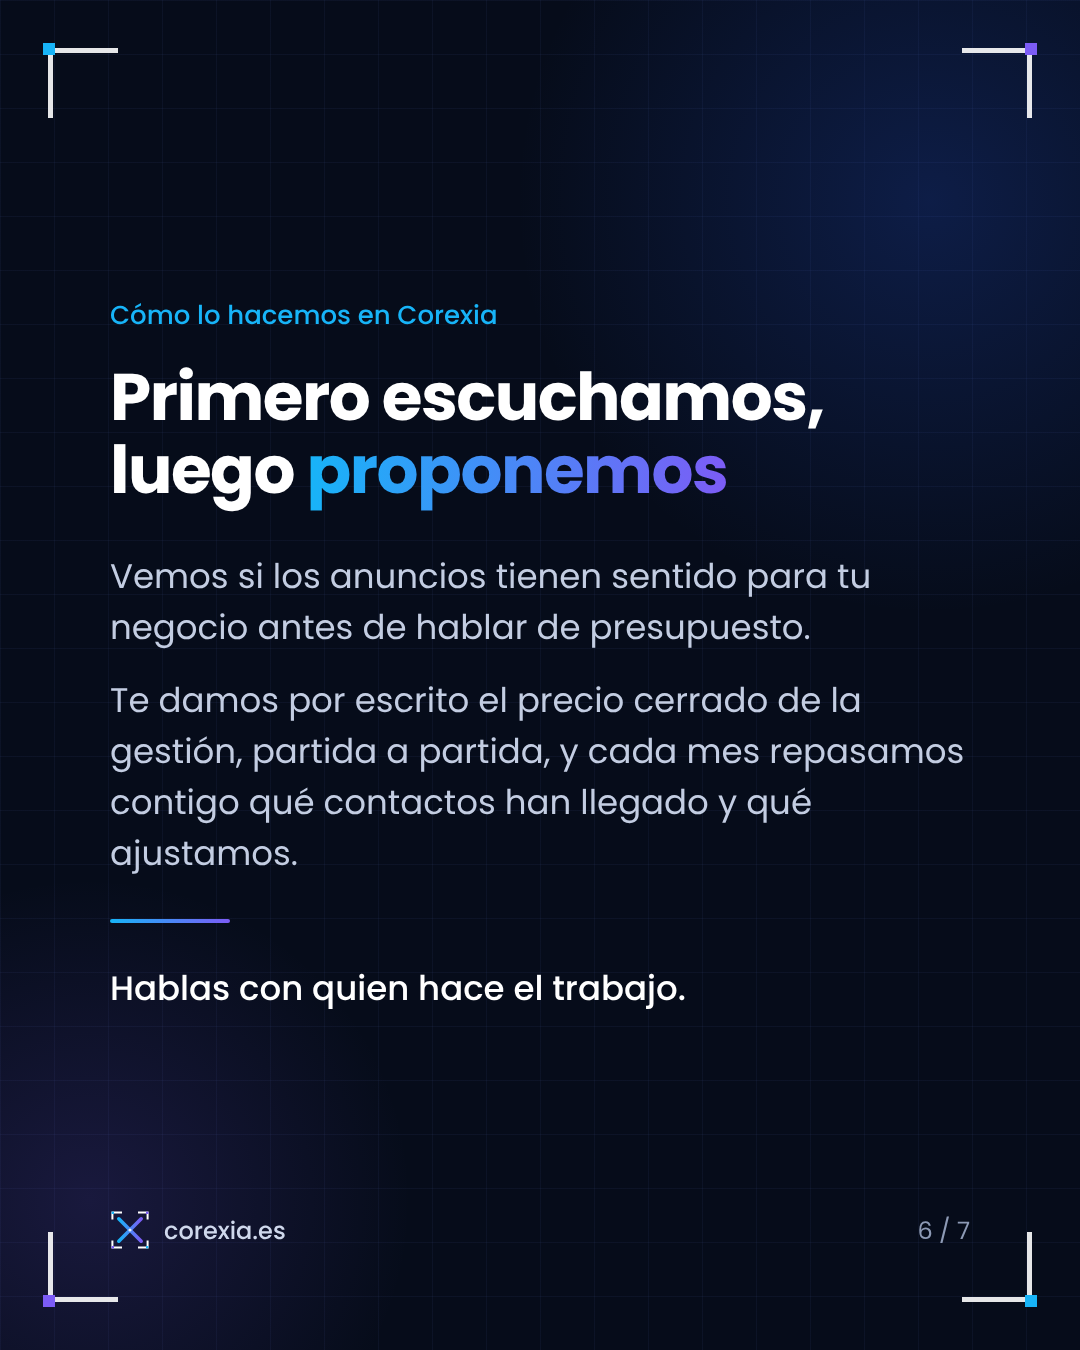 Cómo lo hacemos en Corexia
Primero escuchamos,
luego proponemos
Vemos si los anuncios tienen sentido para tu
negocio antes de hablar de presupuesto.
Te damos por escrito el precio cerrado de la
gestión, partida a partida, y cada mes repasamos
contigo qué contactos han llegado y qué
ajustamos.
Hablas con quien hace el trabajo.
corexia.es
6 / 7